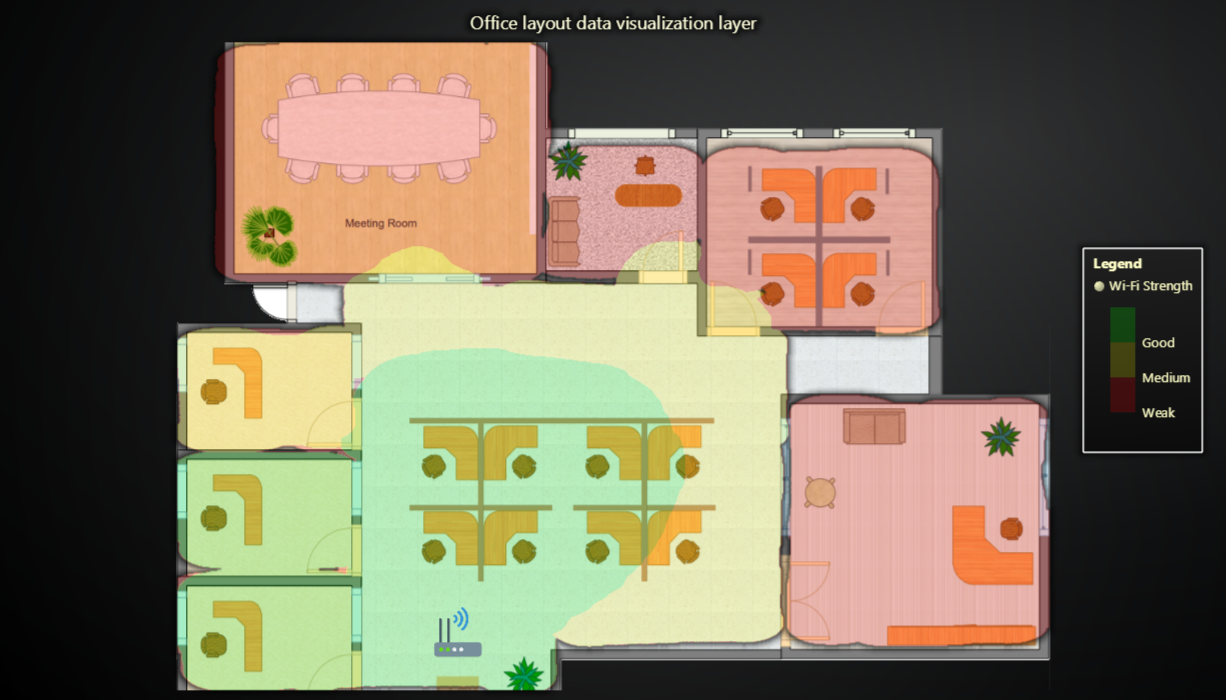 Office layout data visualization layer
Meeting Room
Legend
Wi-Fi Strength
Good
Medium
Weak